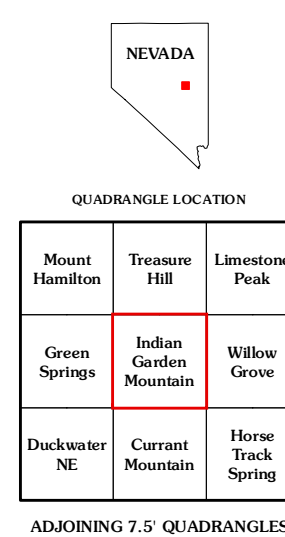 NEVADA
QUADRANGLE LOCATION
Mount
Hamilton
Treasure
Hill
Limestone
Peak
Green
Springs
Indian
Garden
Mountain
Willow
Grove
Duckwater
NE
Currant
Mountain
Horse
Track
Spring
ADJOINING 7.5' QUADRANGLES